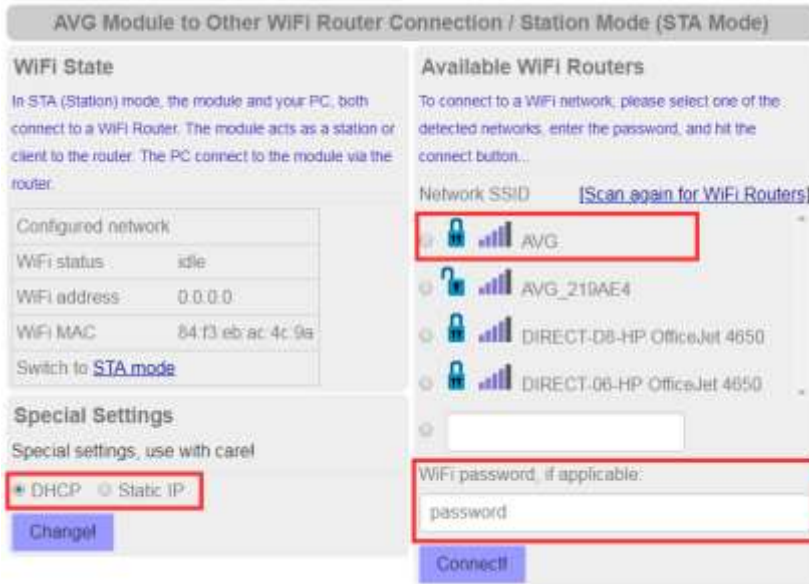 AVG Module to Other WiFi Router Connection / Station Mode (STA Mode)
WiFi State
In STA (Station) mode, the module and your PC, both
connect to a WiFi Router. The module acts as a station or
client to the router. The PC connect to the module via the
router.
Configured network
WiFi status idle
WiFi address 0.0.0.0
WiFi MAC 84:f3:eb:ac:4c:9a
Switch to STA mode
Special Settings
Special settings, use with care!
DHCP Static IP
Change!
Available WiFi Routers
To connect to a WiFi network, please select one of the
detected networks, enter the password, and hit the
connect button...
Network SSID [Scan again for WiFi Routers]
AVG
AVG_219AE4
DIRECT-D8-HP OfficeJet 4650
DIRECT-06-HP OfficeJet 4650
WiFi password, if applicable:
password
Connect!